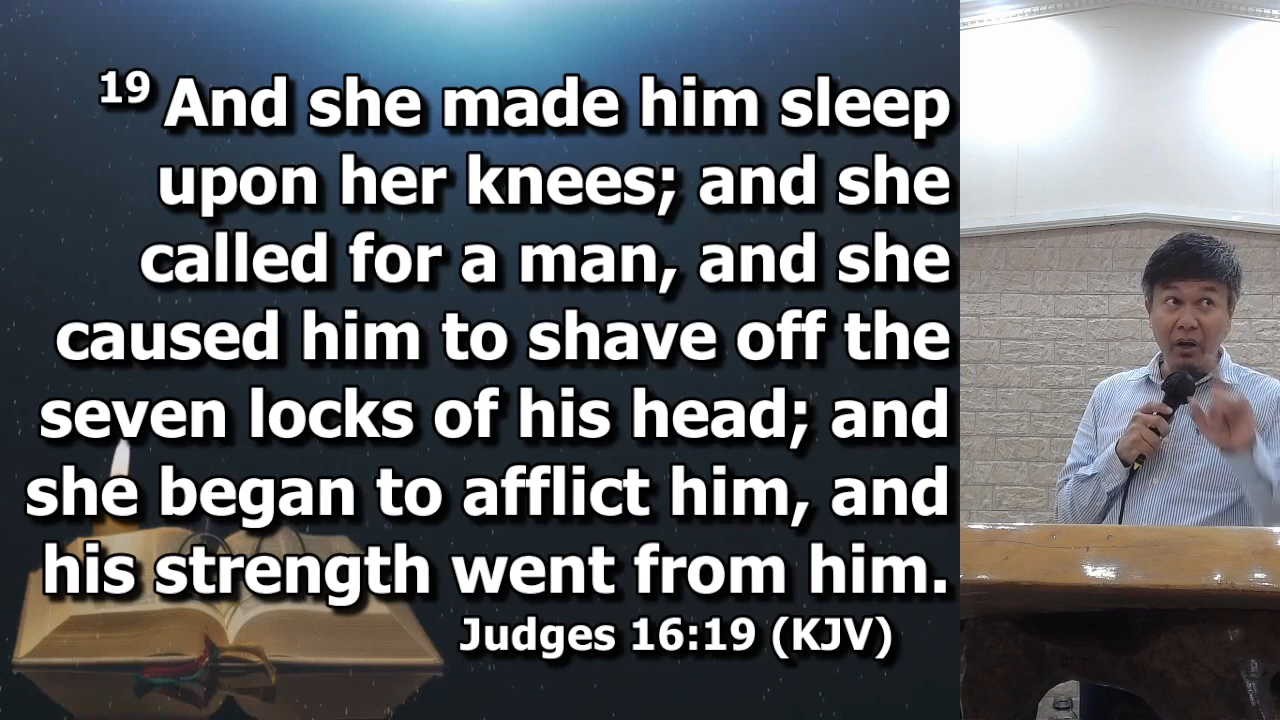 19 And she made him sleep
upon her knees; and she
called for a man, and she
caused him to shave off the
seven locks of his head; and
she began to afflict him, and
his strength went from him.
Judges 16:19 (KJV)